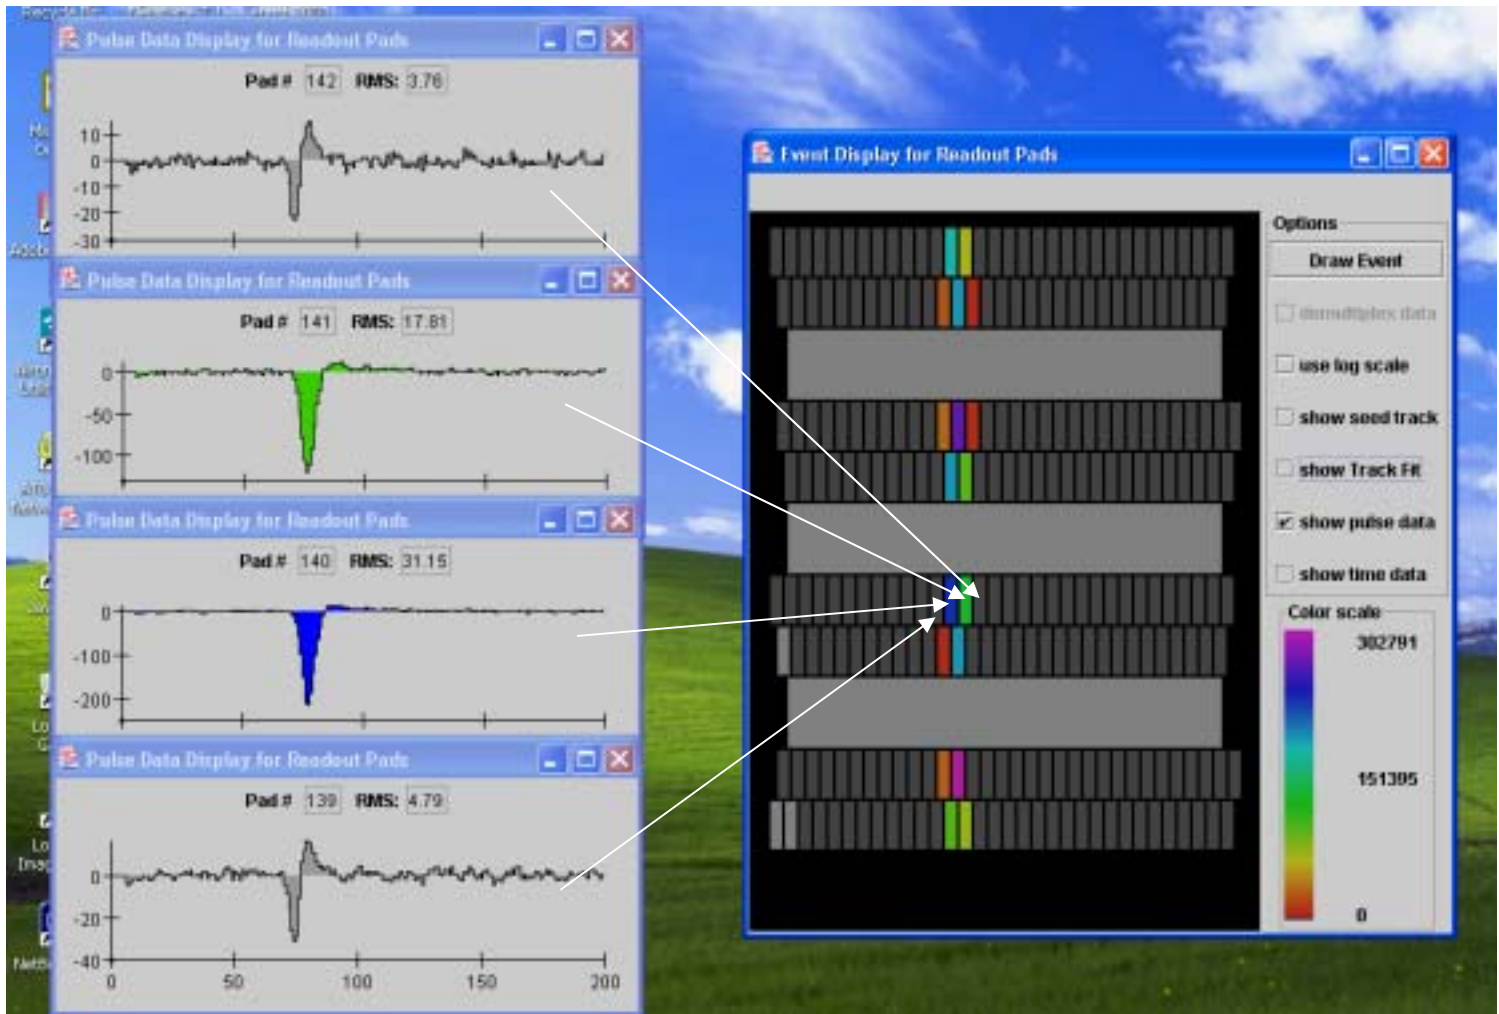 Pulse Data Display for Readout Pads
Pad # 142 RMS: 3.76
10
0
-10
-20
-30
Pulse Data Display for Readout Pads
Pad # 141 RMS: 17.81
0
-50
-100
Pulse Data Display for Readout Pads
Pad # 140 RMS: 31.15
0
-100
-200
Pulse Data Display for Readout Pads
Pad # 139 RMS: 4.79
0
-20
-40
0 50 100 150 200
Event Display for Readout Pads
Options
Draw Event
demultiplex data
use log scale
show seed track
show Track Fit
show pulse data
show time data
Color scale
302791
151395
0